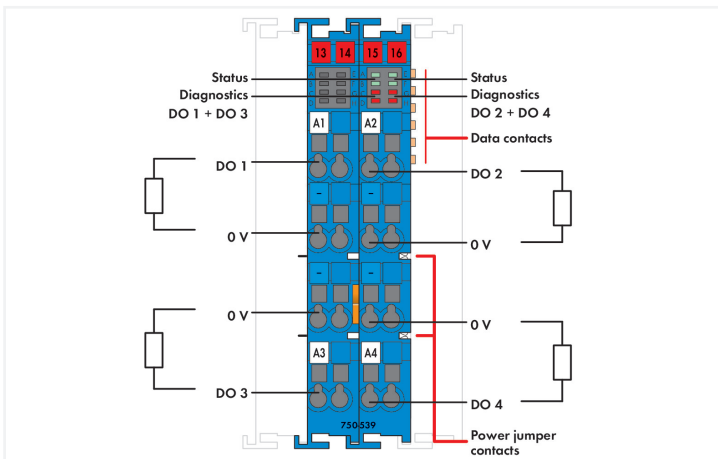 13 14 15 16
Status
Diagnostics
DO 1 + DO 3
Status
Diagnostics
DO 2 + DO 4
Data contacts
A1 A2
DO 1
DO 2
- -
0 V
0 V
- -
0 V
0 V
A3 A4
DO 3
DO 4
750-539
Power jumper
contacts